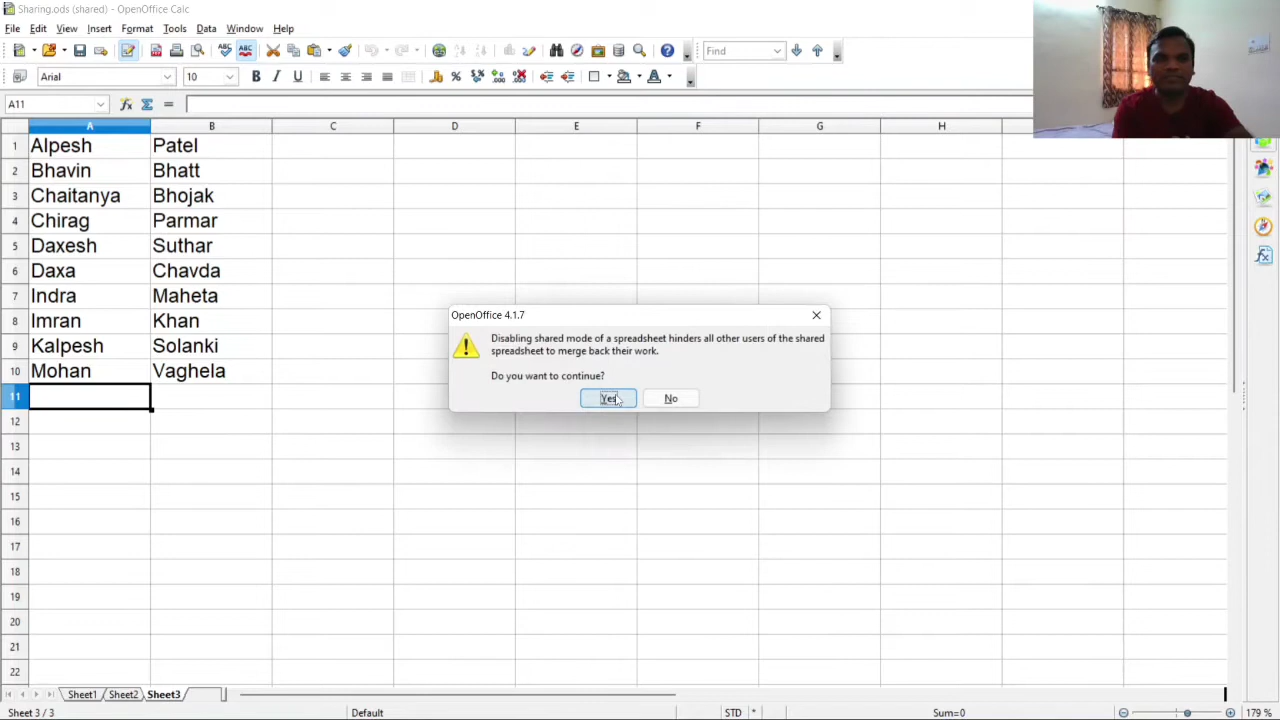 Sharing.ods (shared) - OpenOffice Calc
File Edit View Insert Format Tools Data Window Help
Find
Arial 10
A11
A B C D E F G H
1 Alpesh Patel
2 Bhavin Bhatt
3 Chaitanya Bhojak
4 Chirag Parmar
5 Daxesh Suthar
6 Daxa Chavda
7 Indra Maheta
8 Imran Khan
9 Kalpesh Solanki
10 Mohan Vaghela
11
12
13
14
15
16
17
18
19
20
21
22
OpenOffice 4.1.7
Disabling shared mode of a spreadsheet hinders all other users of the shared
spreadsheet to merge back their work.
Do you want to continue?
Yes No
Sheet1 Sheet2 Sheet3
Sheet 3 / 3 Default STD * Sum=0 179 %